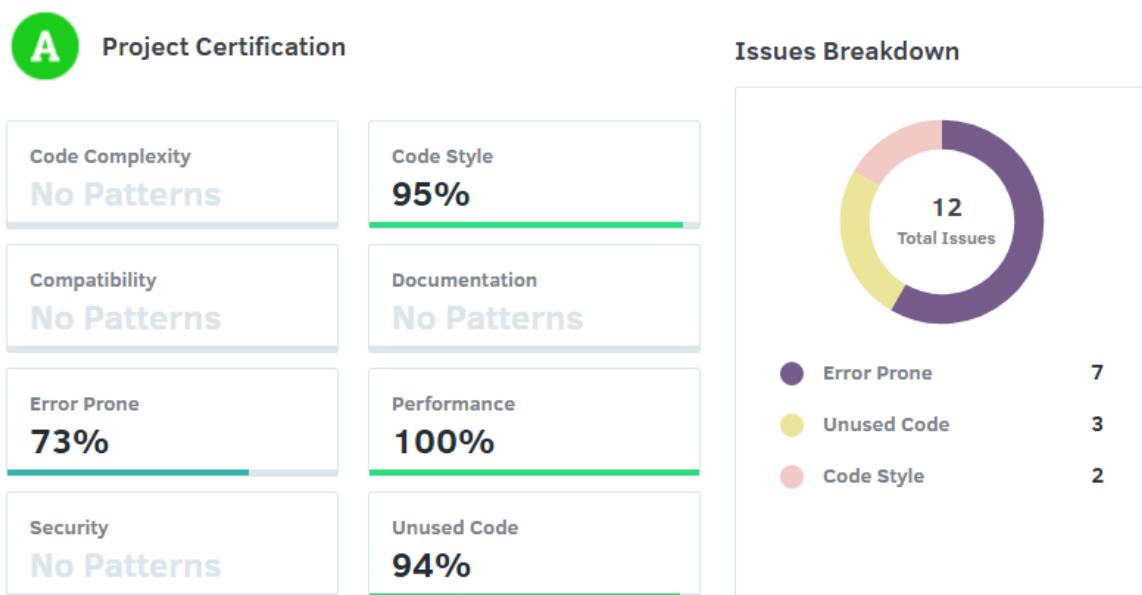 A Project Certification
Code Complexity
No Patterns
Code Style
95%
Compatibility
No Patterns
Documentation
No Patterns
Error Prone
73%
Performance
100%
Security
No Patterns
Unused Code
94%
Issues Breakdown
12
Total Issues
Error Prone 7
Unused Code 3
Code Style 2